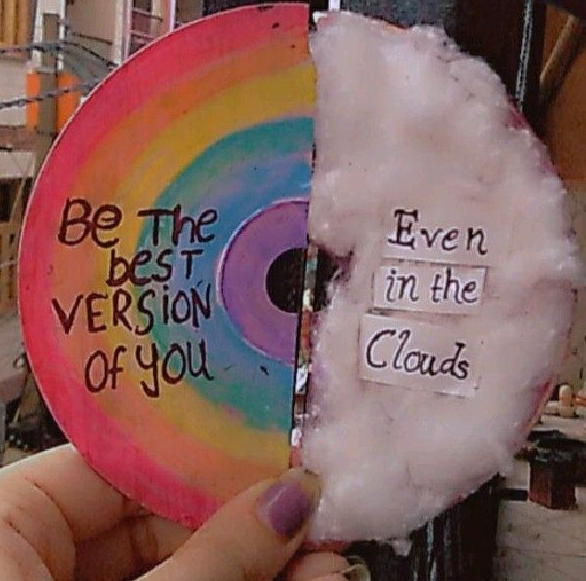 Be The
best
VERSiON
Of you
Even
in the
Clouds